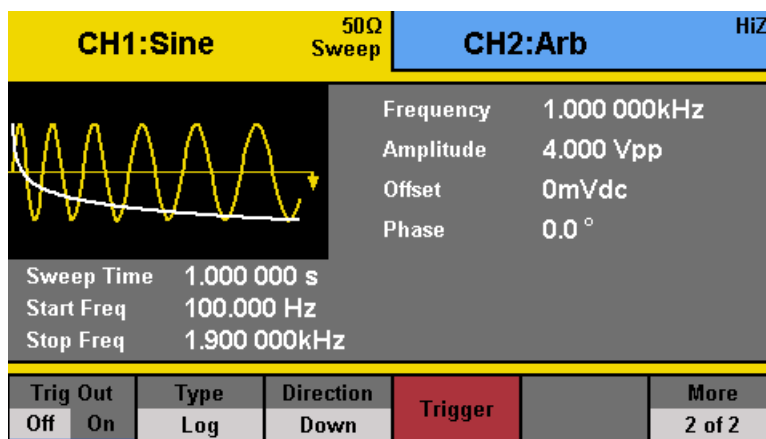 CH1:Sine 50Ω Sweep
CH2:Arb HiZ
Frequency 1.000 000kHz
Amplitude 4.000 Vpp
Offset 0mVdc
Phase 0.0 °
Sweep Time 1.000 000 s
Start Freq 100.000 Hz
Stop Freq 1.900 000kHz
Trig Out Type Direction Trigger More
Off On Log Down 2 of 2